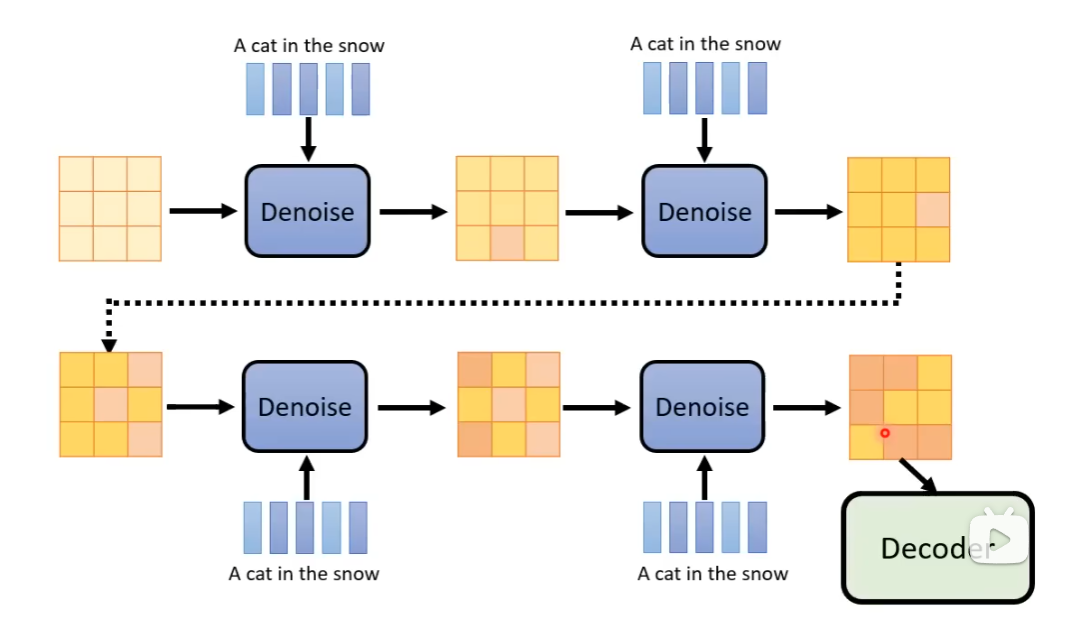 A cat in the snow
A cat in the snow
Denoise
Denoise
Denoise
Denoise
A cat in the snow
A cat in the snow
Decoder